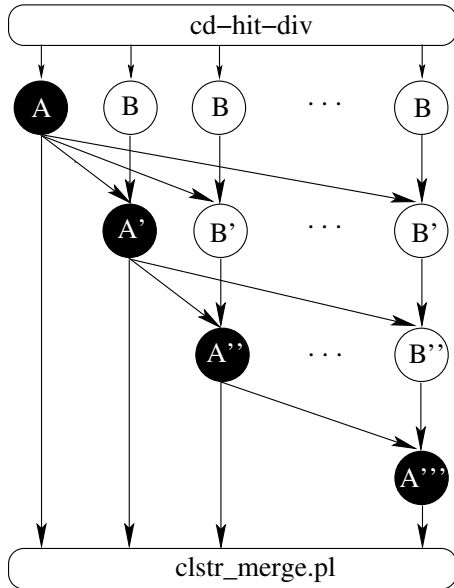 cd-hit-div
A B B . . . B
A' B' B'
A'' . . . B''
A'''
clstr_merge.pl